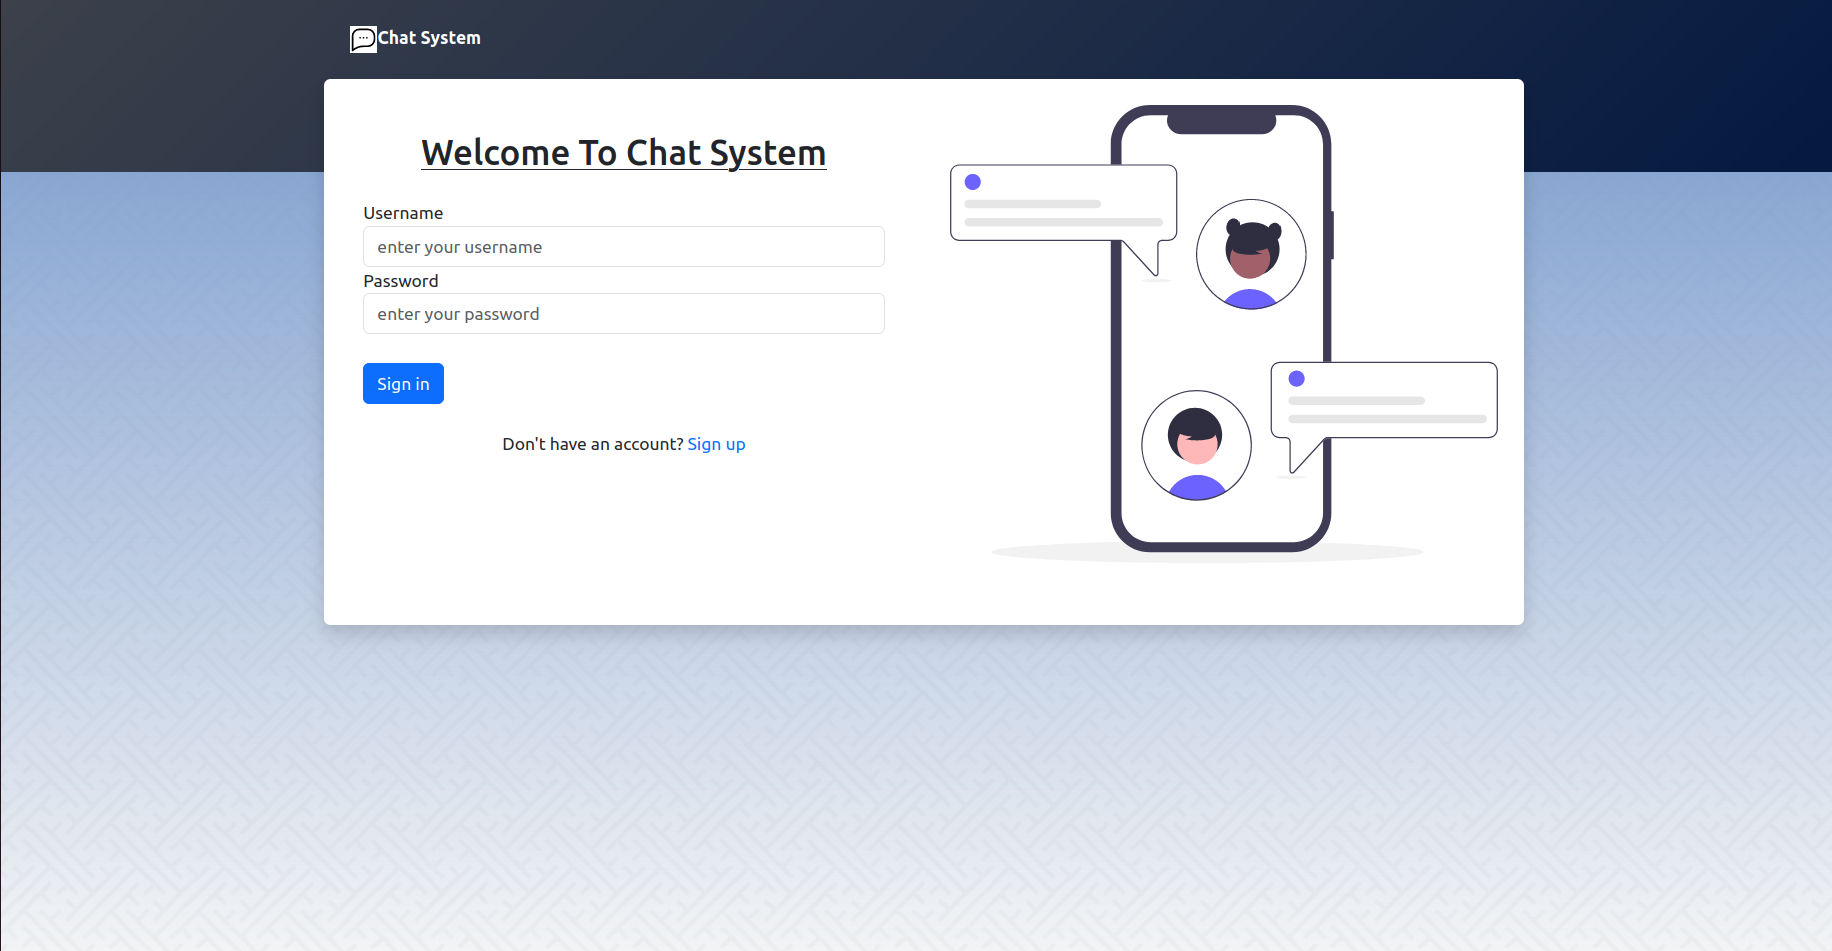 Chat System
Welcome To Chat System
Username
enter your username
Password
enter your password
Sign in
Don't have an account? Sign up